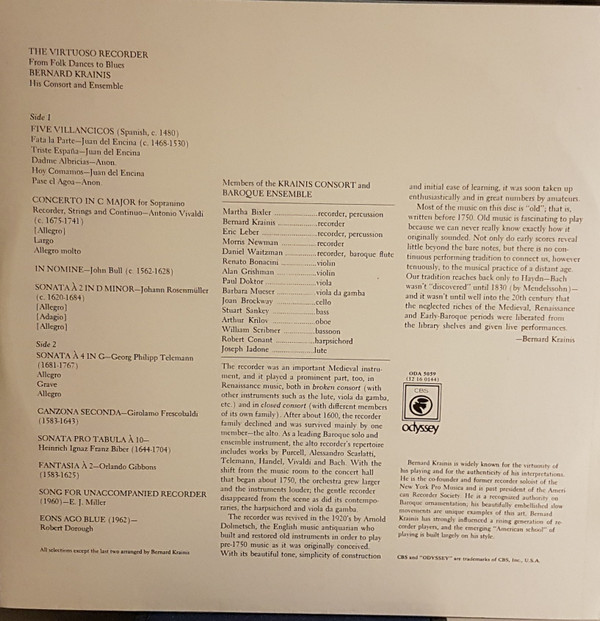 THE VIRTUOSO RECORDER
From Folk Dances to Blues
BERNARD KRAINIS
His Consort and Ensemble
Side 1
FIVE VILLANCICOS (Spanish, c. 1480)
Fata la Parte—Juan del Encina (c. 1468-1530)
Triste España—Juan del Encina
Dadme Albricias—Anon.
Hoy Comamos—Juan del Encina
Pase el Agoa—Anon.
CONCERTO IN C MAJOR for Sopranino
Recorder, Strings and Continuo—Antonio Vivaldi
(c. 1675-1741)
[Allegro]
Largo
Allegro molto
IN NOMINE—John Bull (c. 1562-1628)
SONATA À 2 IN D MINOR—Johann Rosenmüller
(c. 1620-1684)
[Allegro]
[Adagio]
[Allegro]
Side 2
SONATA À 4 IN G—Georg Philipp Telemann
(1681-1767)
Allegro
Grave
Allegro
CANZONA SECONDA—Girolamo Frescobaldi
(1583-1643)
SONATA PRO TABULA À 10—
Heinrich Ignaz Franz Biber (1644-1704)
FANTASIA À 2—Orlando Gibbons
(1583-1625)
SONG FOR UNACCOMPANIED RECORDER
(1960)—E. J. Miller
EONS AGO BLUE (1962)—
Robert Dorough
All selections except the last two arranged by Bernard Krainis
Members of the KRAINIS CONSORT and
BAROQUE ENSEMBLE
Martha Bixler ........................recorder, percussion
Bernard Krainis ......................recorder
Eric Leber ..............................recorder, percussion
Morris Newman ....................recorder
Daniel Waitzman ...................recorder, baroque flute
Renato Bonacini ....................violin
Alan Grishman ......................violin
Paul Doktor ..........................viola
Barbara Mueser ....................viola da gamba
Joan Brockway ......................cello
Stuart Sankey ........................bass
Arthur Krilov ........................oboe
William Scribner ...................bassoon
Robert Conant .......................harpsichord
Joseph Iadone ........................lute
The recorder was an important Medieval instru-
ment, and it played a prominent part, too, in
Renaissance music, both in broken consort (with
other instruments such as the lute, viola da gamba,
etc.) and in closed consort (with different members
of its own family). After about 1600, the recorder
family declined and was survived mainly by one
member—the alto. As a leading Baroque solo and
ensemble instrument, the alto recorder's repertoire
includes works by Purcell, Alessandro Scarlatti,
Telemann, Handel, Vivaldi and Bach. With the
shift from the music room to the concert hall
that began about 1750, the orchestra grew larger
and the instruments louder; the gentle recorder
disappeared from the scene as did its contempo-
raries, the harpsichord and viola da gamba.
The recorder was revived in the 1920's by Arnold
Dolmetsch, the English music antiquarian who
built and restored old instruments in order to play
pre-1750 music as it was originally conceived.
With its beautiful tone, simplicity of construction
and initial ease of learning, it was soon taken up
enthusiastically and in great numbers by amateurs.
Most of the music on this disc is "old"; that is,
written before 1750. Old music is fascinating to play
because we can never really know exactly how it
originally sounded. Not only do early scores reveal
little beyond the bare notes, but there is no con-
tinuous performing tradition to connect us, however
tenuously, to the musical practice of a distant age.
Our tradition reaches back only to Haydn—Bach
wasn't "discovered" until 1830 (by Mendelssohn)—
and it wasn't until well into the 20th century that
the neglected riches of the Medieval, Renaissance
and Early-Baroque periods were liberated from
the library shelves and given live performances.
—Bernard Krainis
ODA 5059
(32 16 0144)
CBS
odyssey
Bernard Krainis is widely known for the virtuosity of
his playing and for the authenticity of his interpretations.
He is the co-founder and former recorder soloist of the
New York Pro Musica and is past president of the Ameri-
can Recorder Society. He is a recognized authority on
Baroque ornamentation; his beautifully embellished slow
movements are unique examples of this art. Bernard
Krainis has strongly influenced a rising generation of re-
corder players, and the emerging "American school" of
playing is built largely on his style.
CBS and "ODYSSEY" are trademarks of CBS, Inc., U.S.A.